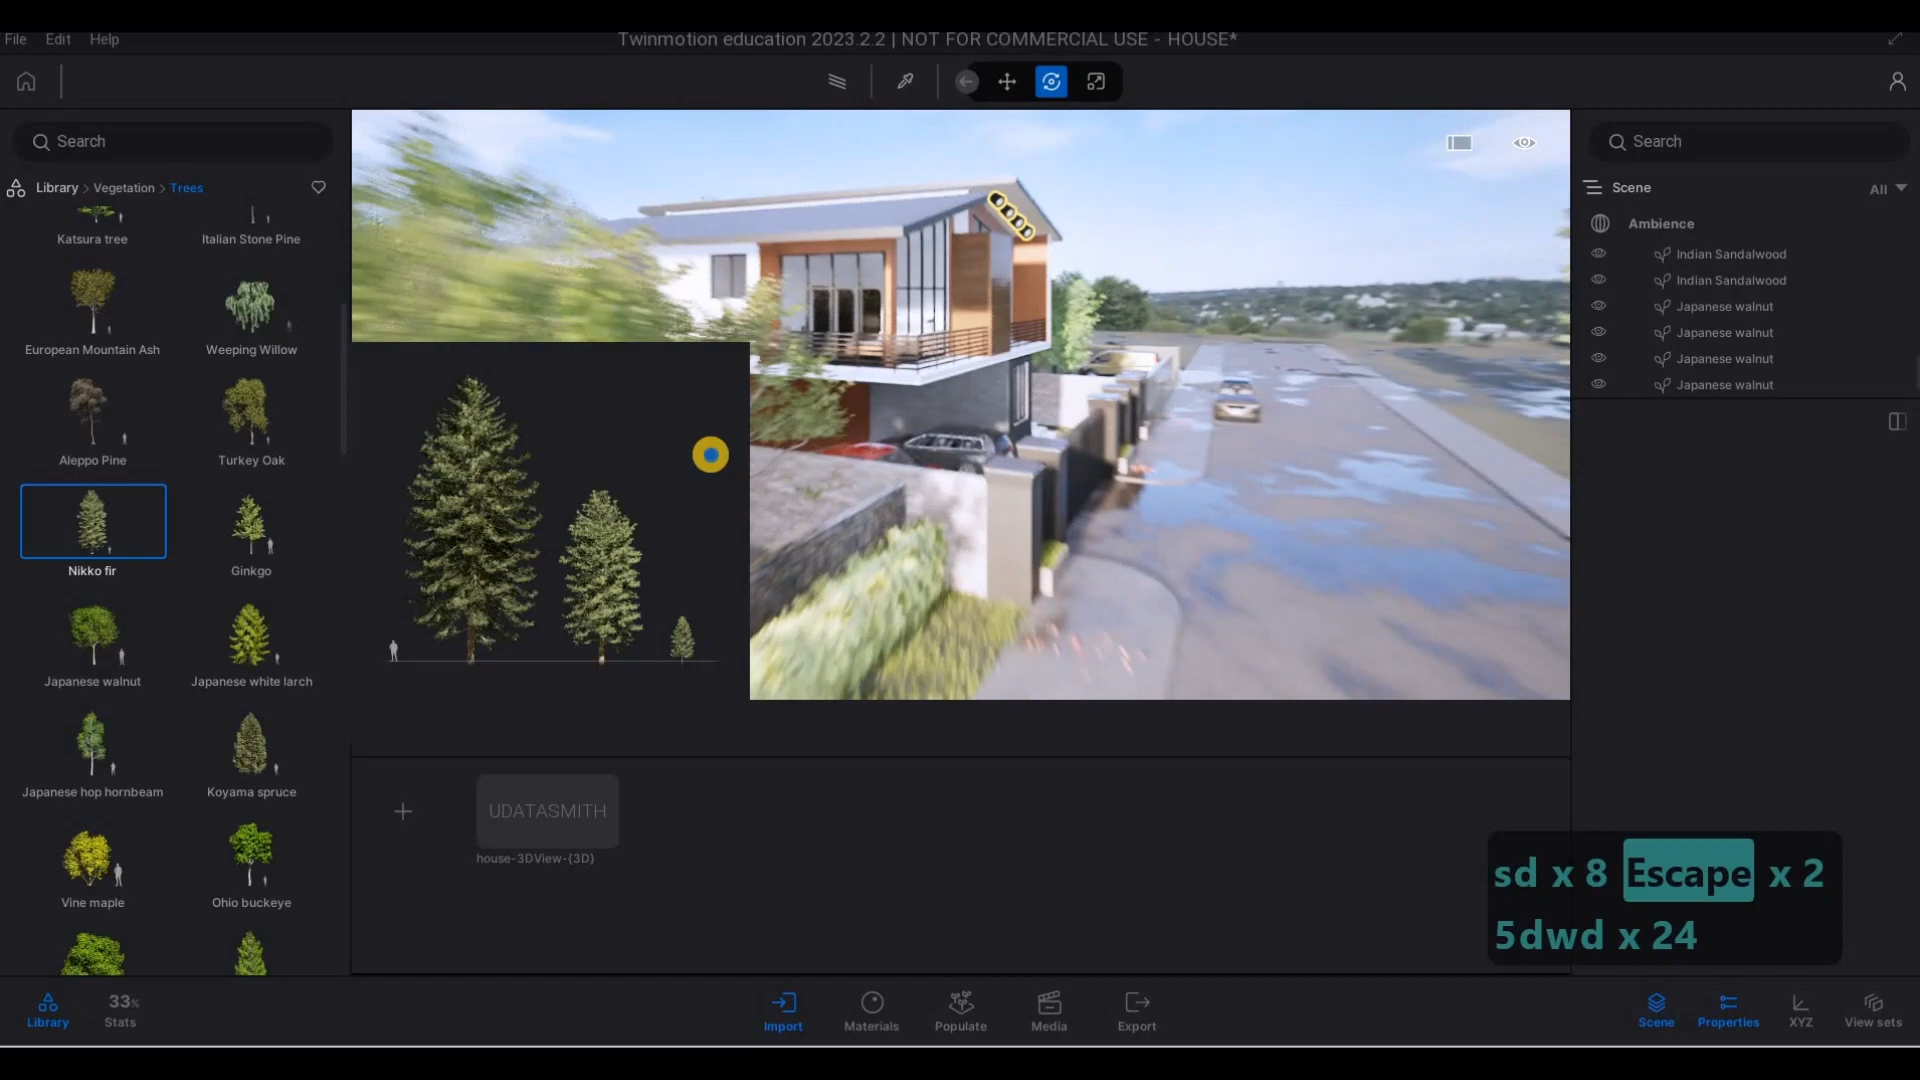 File Edit Help
Twinmotion education 2023.2.2 | NOT FOR COMMERCIAL USE - HOUSE*
Search
Library > Vegetation > Trees
Katsura tree
Italian Stone Pine
European Mountain Ash
Weeping Willow
Aleppo Pine
Turkey Oak
Nikko fir
Ginkgo
Japanese walnut
Japanese white larch
Japanese hop hornbeam
Koyama spruce
Vine maple
Ohio buckeye
Search
Scene
All
Ambience
Indian Sandalwood
Indian Sandalwood
Japanese walnut
Japanese walnut
Japanese walnut
Japanese walnut
UDATASMITH
house-3DView-{3D}
sd x 8 Escape x 2
5dwd x 24
Library
33%
Stats
Import
Materials
Populate
Media
Export
Scene
Properties
XYZ
View sets